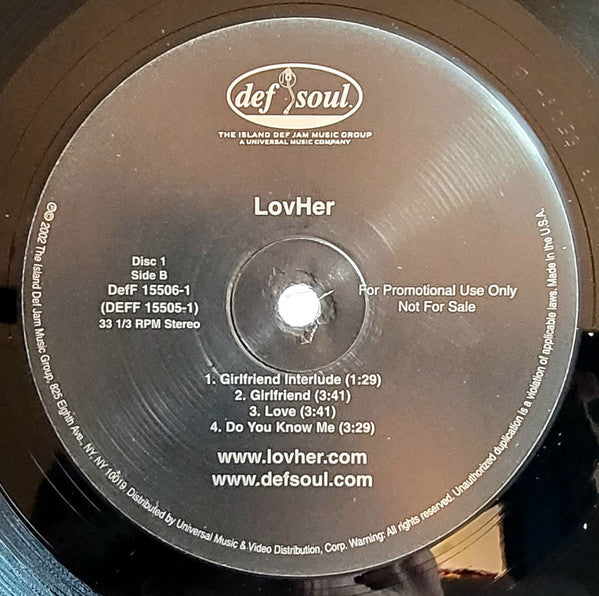 def soul.
THE ISLAND DEF JAM MUSIC GROUP
A UNIVERSAL MUSIC COMPANY
LovHer
Disc 1
Side B
DefF 15506-1
(DEFF 15505-1)
33 1/3 RPM Stereo
For Promotional Use Only
Not For Sale
1. Girlfriend Interlude (1:29)
2. Girlfriend (3:41)
3. Love (3:41)
4. Do You Know Me (3:29)
www.lovher.com
www.defsoul.com
℗© 2002 The Island Def Jam Music Group, 825 Eighth Ave., NY, NY 10019. Distributed by Universal Music & Video Distribution, Corp. Warning: All rights reserved. Unauthorized duplication is a violation of applicable laws. Made in the U.S.A.